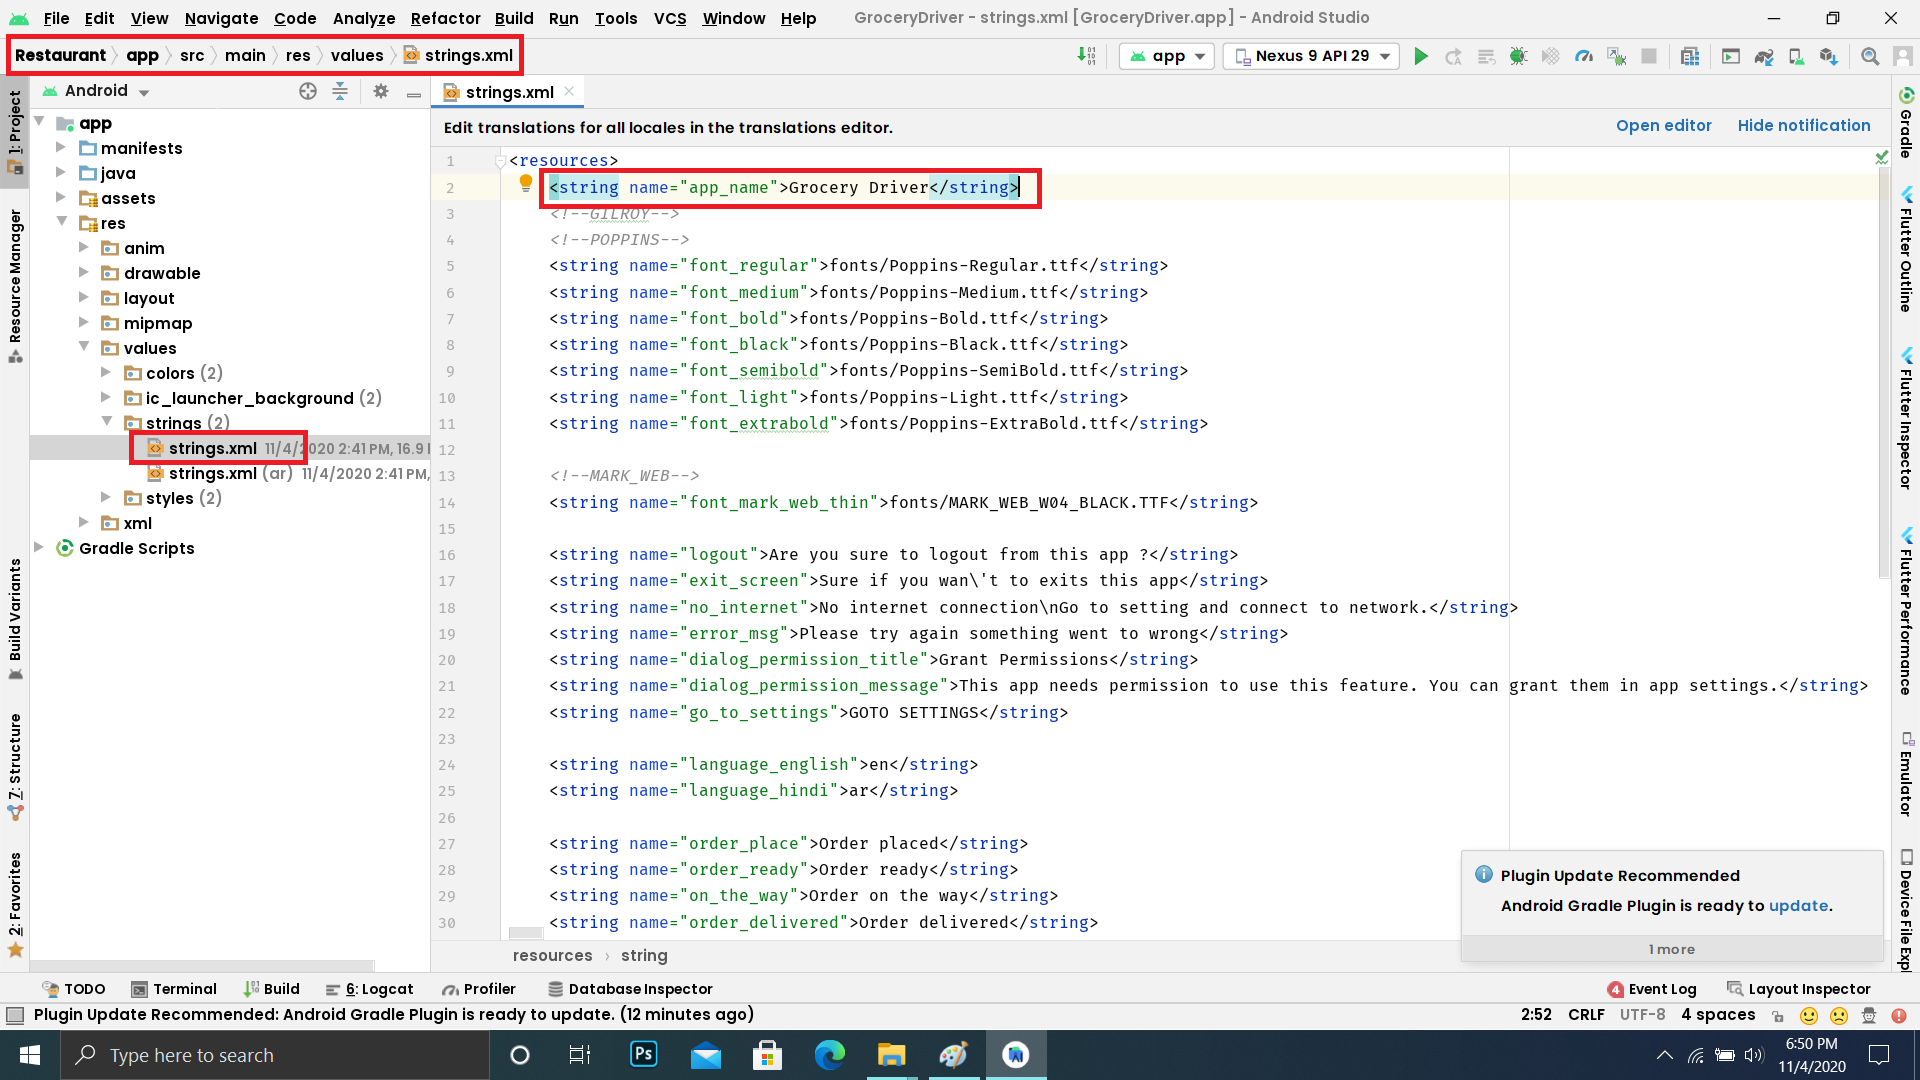 File Edit View Navigate Code Analyze Refactor Build Run Tools VCS Window Help GroceryDriver - strings.xml [GroceryDriver.app] - Android Studio
Restaurant app src main res values strings.xml app Nexus 9 API 29
Android
strings.xml
1: Project
Resource Manager
Build Variants
7: Structure
2: Favorites
app
manifests
java
assets
res
anim
drawable
layout
mipmap
values
colors (2)
ic_launcher_background (2)
strings (2)
strings.xml 11/4/2020 2:41 PM, 16.9
strings.xml (ar) 11/4/2020 2:41 PM,
styles (2)
xml
Gradle Scripts
Edit translations for all locales in the translations editor. Open editor Hide notification
1 <resources>
2 <string name="app_name">Grocery Driver</string>
3 <!--GILROY-->
4 <!--POPPINS-->
5 <string name="font_regular">fonts/Poppins-Regular.ttf</string>
6 <string name="font_medium">fonts/Poppins-Medium.ttf</string>
7 <string name="font_bold">fonts/Poppins-Bold.ttf</string>
8 <string name="font_black">fonts/Poppins-Black.ttf</string>
9 <string name="font_semibold">fonts/Poppins-SemiBold.ttf</string>
10 <string name="font_light">fonts/Poppins-Light.ttf</string>
11 <string name="font_extrabold">fonts/Poppins-ExtraBold.ttf</string>
12
13 <!--MARK_WEB-->
14 <string name="font_mark_web_thin">fonts/MARK_WEB_W04_BLACK.TTF</string>
15
16 <string name="logout">Are you sure to logout from this app ?</string>
17 <string name="exit_screen">Sure if you wan\'t to exits this app</string>
18 <string name="no_internet">No internet connection\nGo to setting and connect to network.</string>
19 <string name="error_msg">Please try again something went to wrong</string>
20 <string name="dialog_permission_title">Grant Permissions</string>
21 <string name="dialog_permission_message">This app needs permission to use this feature. You can grant them in app settings.</string>
22 <string name="go_to_settings">GOTO SETTINGS</string>
23
24 <string name="language_english">en</string>
25 <string name="language_hindi">ar</string>
26
27 <string name="order_place">Order placed</string>
28 <string name="order_ready">Order ready</string>
29 <string name="on_the_way">Order on the way</string>
30 <string name="order_delivered">Order delivered</string>
resources › string
Gradle
Flutter Outline
Flutter Inspector
Flutter Performance
Emulator
Device File Expl
Plugin Update Recommended
Android Gradle Plugin is ready to update.
1 more
TODO Terminal Build 6: Logcat Profiler Database Inspector 4 Event Log Layout Inspector
Plugin Update Recommended: Android Gradle Plugin is ready to update. (12 minutes ago) 2:52 CRLF UTF-8 4 spaces
Type here to search Ps
6:50 PM
11/4/2020